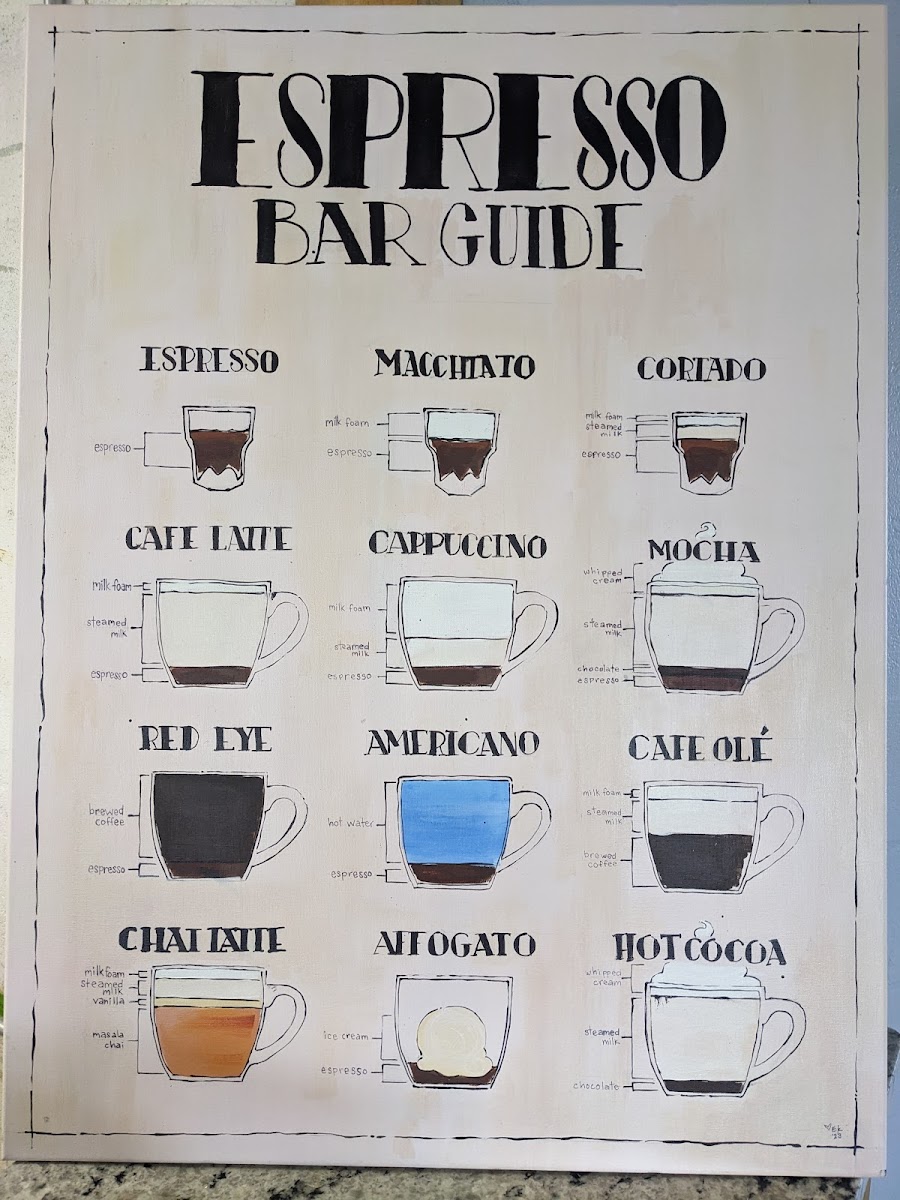 ESPRESSO
BAR GUIDE
ESPRESSO
MACCHIATO
CORTADO
espresso
milk foam
espresso
milk foam
steamed
milk
espresso
CAFE LATTE
CAPPUCCINO
MOCHA
milk foam
steamed
milk
espresso
milk foam
steamed
milk
espresso
whipped
cream
steamed
milk
chocolate
espresso
RED EYE
AMERICANO
CAFE OLÉ
brewed
coffee
espresso
hot water
espresso
milk foam
steamed
milk
brewed
coffee
CHAI LATTE
AFFOGATO
HOT COCOA
milk foam
steamed
milk
vanilla
masala
chai
ice cream
espresso
whipped
cream
steamed
milk
chocolate